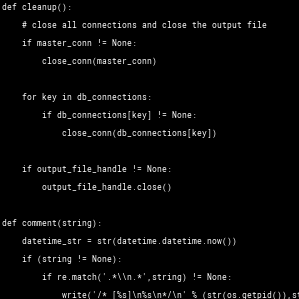 def cleanup():
    # close all connections and close the output file
    if master_conn != None:
        close_conn(master_conn)

    for key in db_connections:
        if db_connections[key] != None:
            close_conn(db_connections[key])

    if output_file_handle != None:
        output_file_handle.close()

def comment(string):
    datetime_str = str(datetime.datetime.now())
    if (string != None):
        if re.match('.*\\n.*',string) != None:
            write('/* [%s]\n%s\n*/\n' % (str(os.getpid()),st